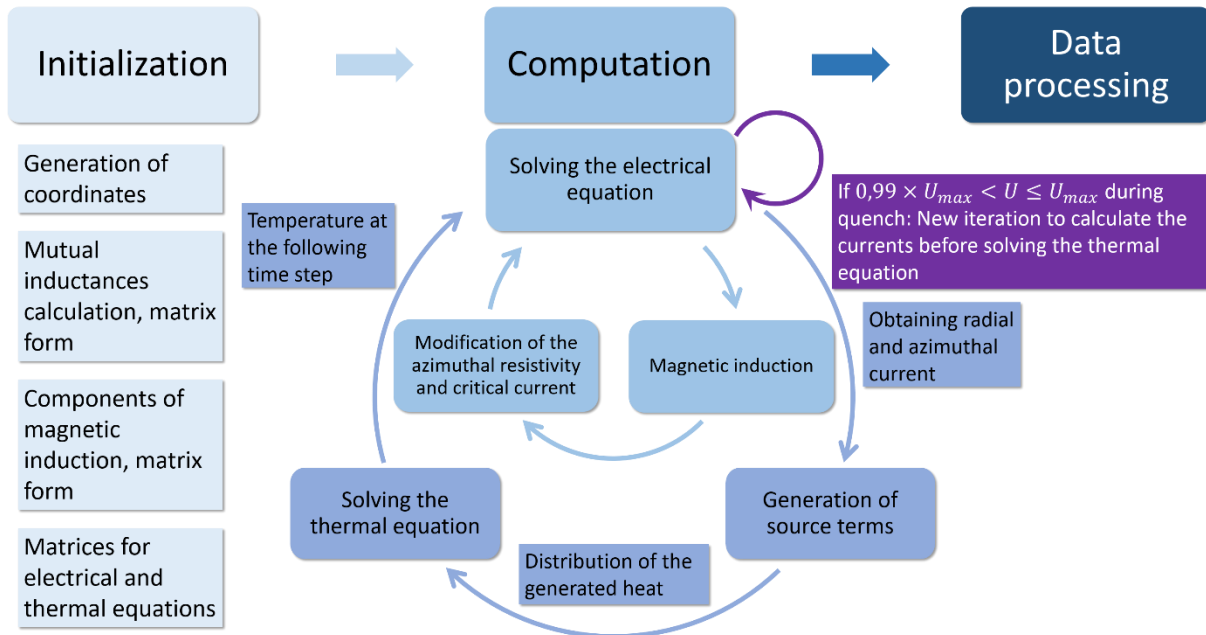 Initialization
Computation
Data
processing
Generation of
coordinates
Mutual
inductances
calculation, matrix
form
Components of
magnetic
induction, matrix
form
Matrices for
electrical and
thermal equations
Solving the electrical
equation
If 0,99 × U_max < U ≤ U_max during
quench: New iteration to calculate the
currents before solving the thermal
equation
Temperature at
the following
time step
Modification of the
azimuthal resistivity
and critical current
Magnetic induction
Obtaining radial
and azimuthal
current
Solving the
thermal equation
Generation of
source terms
Distribution of the
generated heat